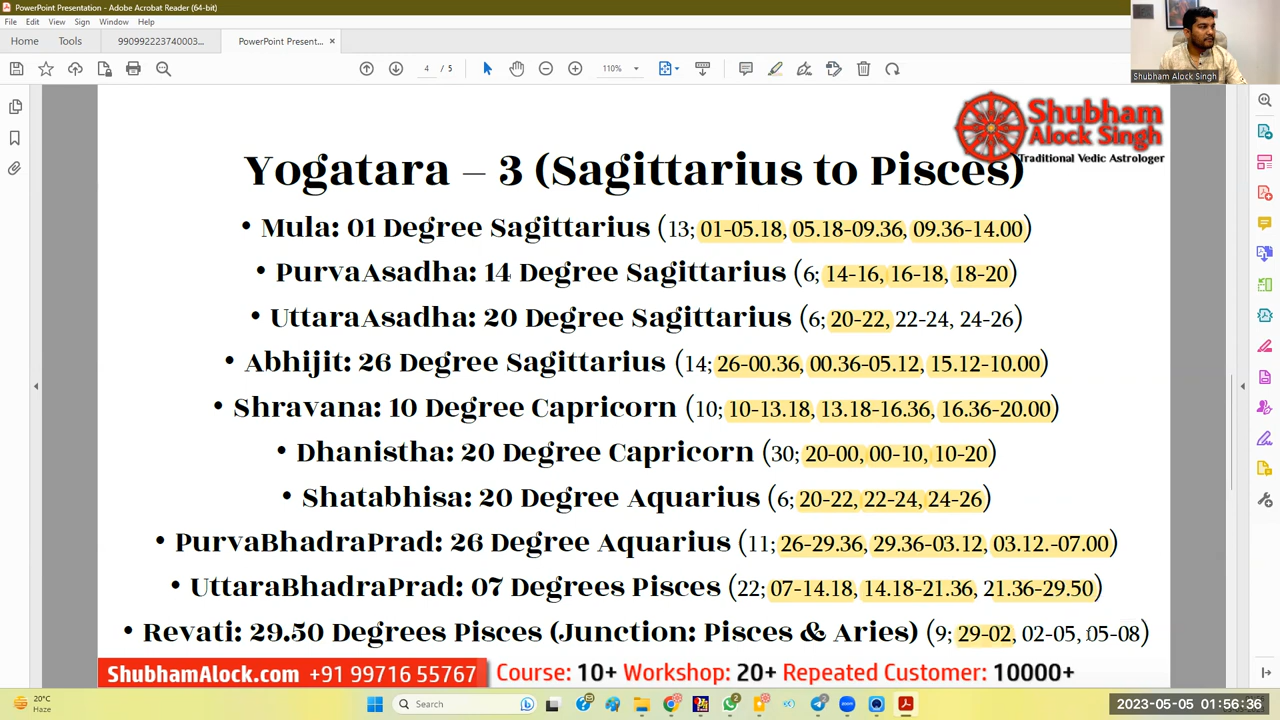 PowerPoint Presentation - Adobe Acrobat Reader (64-bit)
File Edit View Sign Window Help
Home Tools 990992223740003... PowerPoint Present... ×
4 / 5 110%
Shubham Alock Singh
Shubham
Alock Singh
Traditional Vedic Astrologer
Yogatara – 3 (Sagittarius to Pisces)
• Mula: 01 Degree Sagittarius (13; 01-05.18, 05.18-09.36, 09.36-14.00)
• PurvaAsadha: 14 Degree Sagittarius (6; 14-16, 16-18, 18-20)
• UttaraAsadha: 20 Degree Sagittarius (6; 20-22, 22-24, 24-26)
• Abhijit: 26 Degree Sagittarius (14; 26-00.36, 00.36-05.12, 15.12-10.00)
• Shravana: 10 Degree Capricorn (10; 10-13.18, 13.18-16.36, 16.36-20.00)
• Dhanistha: 20 Degree Capricorn (30; 20-00, 00-10, 10-20)
• Shatabhisa: 20 Degree Aquarius (6; 20-22, 22-24, 24-26)
• PurvaBhadraPrad: 26 Degree Aquarius (11; 26-29.36, 29.36-03.12, 03.12.-07.00)
• UttaraBhadraPrad: 07 Degrees Pisces (22; 07-14.18, 14.18-21.36, 21.36-29.50)
• Revati: 29.50 Degrees Pisces (Junction: Pisces & Aries) (9; 29-02, 02-05, 05-08)
ShubhamAlock.com +91 99716 55767 Course: 10+ Workshop: 20+ Repeated Customer: 10000+
20°C
Haze
Search
2023-05-05 01:56:36